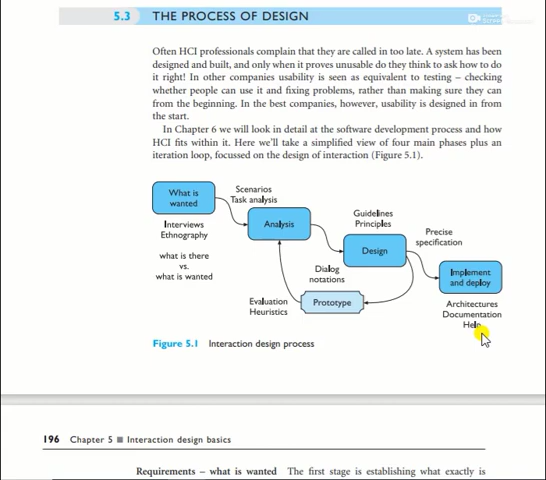 5.3 THE PROCESS OF DESIGN
Often HCI professionals complain that they are called in too late. A system has been
designed and built, and only when it proves unusable do they think to ask how to do
it right! In other companies usability is seen as equivalent to testing – checking
whether people can use it and fixing problems, rather than making sure they can
from the beginning. In the best companies, however, usability is designed in from
the start.
In Chapter 6 we will look in detail at the software development process and how
HCI fits within it. Here we'll take a simplified view of four main phases plus an
iteration loop, focussed on the design of interaction (Figure 5.1).
What is
wanted
Scenarios
Task analysis
Interviews
Ethnography
what is there
vs.
what is wanted
Analysis
Guidelines
Principles
Design
Precise
specification
Dialog
notations
Implement
and deploy
Evaluation
Heuristics
Prototype
Architectures
Documentation
Help
Figure 5.1 Interaction design process
196 Chapter 5 ■ Interaction design basics
Requirements – what is wanted The first stage is establishing what exactly is